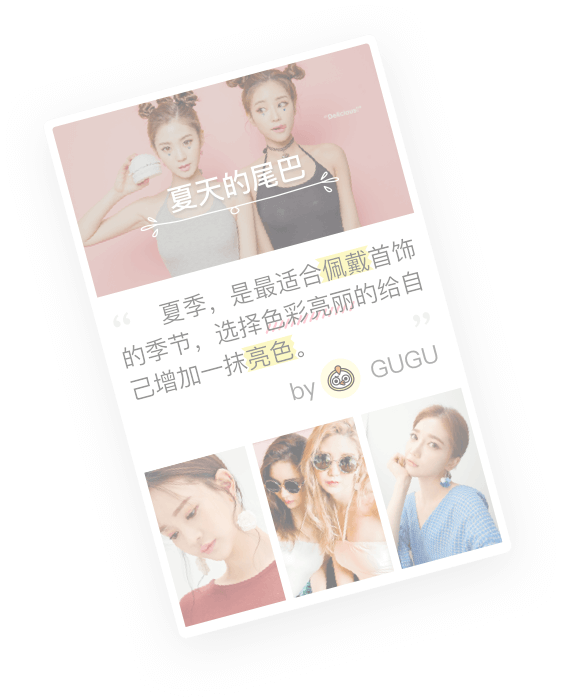 夏天的尾巴
“ 夏季，是最适合佩戴首饰
的季节，选择色彩亮丽的给自
己增加一抹亮色。 ”
by GUGU